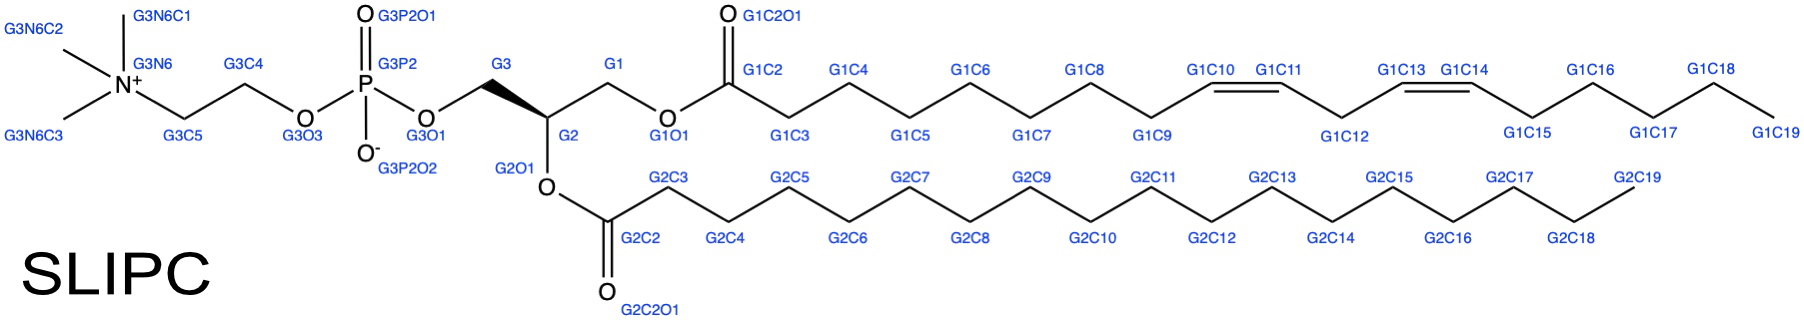 G3N6C1 O G3P2O1 O G1C2O1
G3N6C2
G3N6 G3C4 G3P2 G3 G1 G1C2 G1C4 G1C6 G1C8 G1C10 G1C11 G1C13 G1C14 G1C16 G1C18
N+ P
O O O
G3N6C3 G3C5 G3O3 G3O1 G2 G1O1 G1C3 G1C5 G1C7 G1C9 G1C12 G1C15 G1C17 G1C19
O- G3P2O2 G2O1
O G2C3 G2C5 G2C7 G2C9 G2C11 G2C13 G2C15 G2C17 G2C19
G2C2 G2C4 G2C6 G2C8 G2C10 G2C12 G2C14 G2C16 G2C18
SLIPC
O
G2C2O1